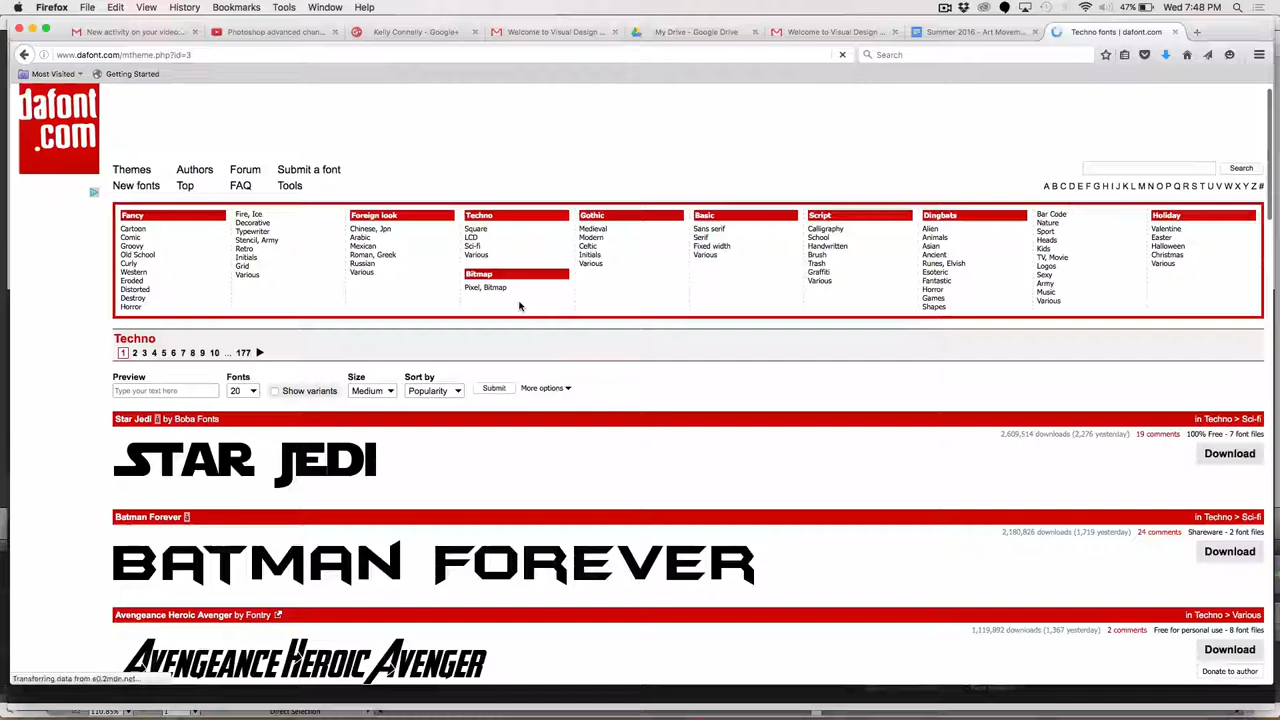 Firefox File Edit View History Bookmarks Tools Window Help 47% Wed 7:48 PM
New activity on your video: Photoshop advanced chan... Kelly Connelly - Google+ Welcome to Visual Design ... My Drive - Google Drive Welcome to Visual Design ... Summer 2016 - Art Movem... Techno fonts | dafont.com
www.dafont.com/mtheme.php?id=3 Search
Most Visited Getting Started
dafont
.com
Themes Authors Forum Submit a font Search
New fonts Top FAQ Tools A B C D E F G H I J K L M N O P Q R S T U V W X Y Z #
Fancy
Cartoon
Comic
Groovy
Old School
Curly
Western
Eroded
Distorted
Destroy
Horror
Fire, Ice
Decorative
Typewriter
Stencil, Army
Retro
Initials
Grid
Various
Foreign look
Chinese, Jpn
Arabic
Mexican
Roman, Greek
Russian
Various
Techno
Square
LCD
Sci-fi
Various
Bitmap
Pixel, Bitmap
Gothic
Medieval
Modern
Celtic
Initials
Various
Basic
Sans serif
Serif
Fixed width
Various
Script
Calligraphy
School
Handwritten
Brush
Trash
Graffiti
Various
Dingbats
Alien
Animals
Asian
Ancient
Runes, Elvish
Esoteric
Fantastic
Horror
Games
Shapes
Bar Code
Nature
Sport
Heads
Kids
TV, Movie
Logos
Sexy
Army
Music
Various
Holiday
Valentine
Easter
Halloween
Christmas
Various
Techno
1 2 3 4 5 6 7 8 9 10 ... 177
Preview Fonts Size Sort by
Type your text here 20 Show variants Medium Popularity Submit More options
Star Jedi by Boba Fonts in Techno > Sci-fi
2,609,514 downloads (2,276 yesterday) 19 comments 100% Free - 7 font files
STAR JEDI Download
Batman Forever in Techno > Sci-fi
2,180,826 downloads (1,719 yesterday) 24 comments Shareware - 2 font files
BATMAN FOREVER Download
Avengeance Heroic Avenger by Fontry in Techno > Various
1,119,992 downloads (1,367 yesterday) 2 comments Free for personal use - 8 font files
AVENGEANCE HEROIC AVENGER Download
Donate to author
Transferring data from s0.2mdn.net...
Direct Selection